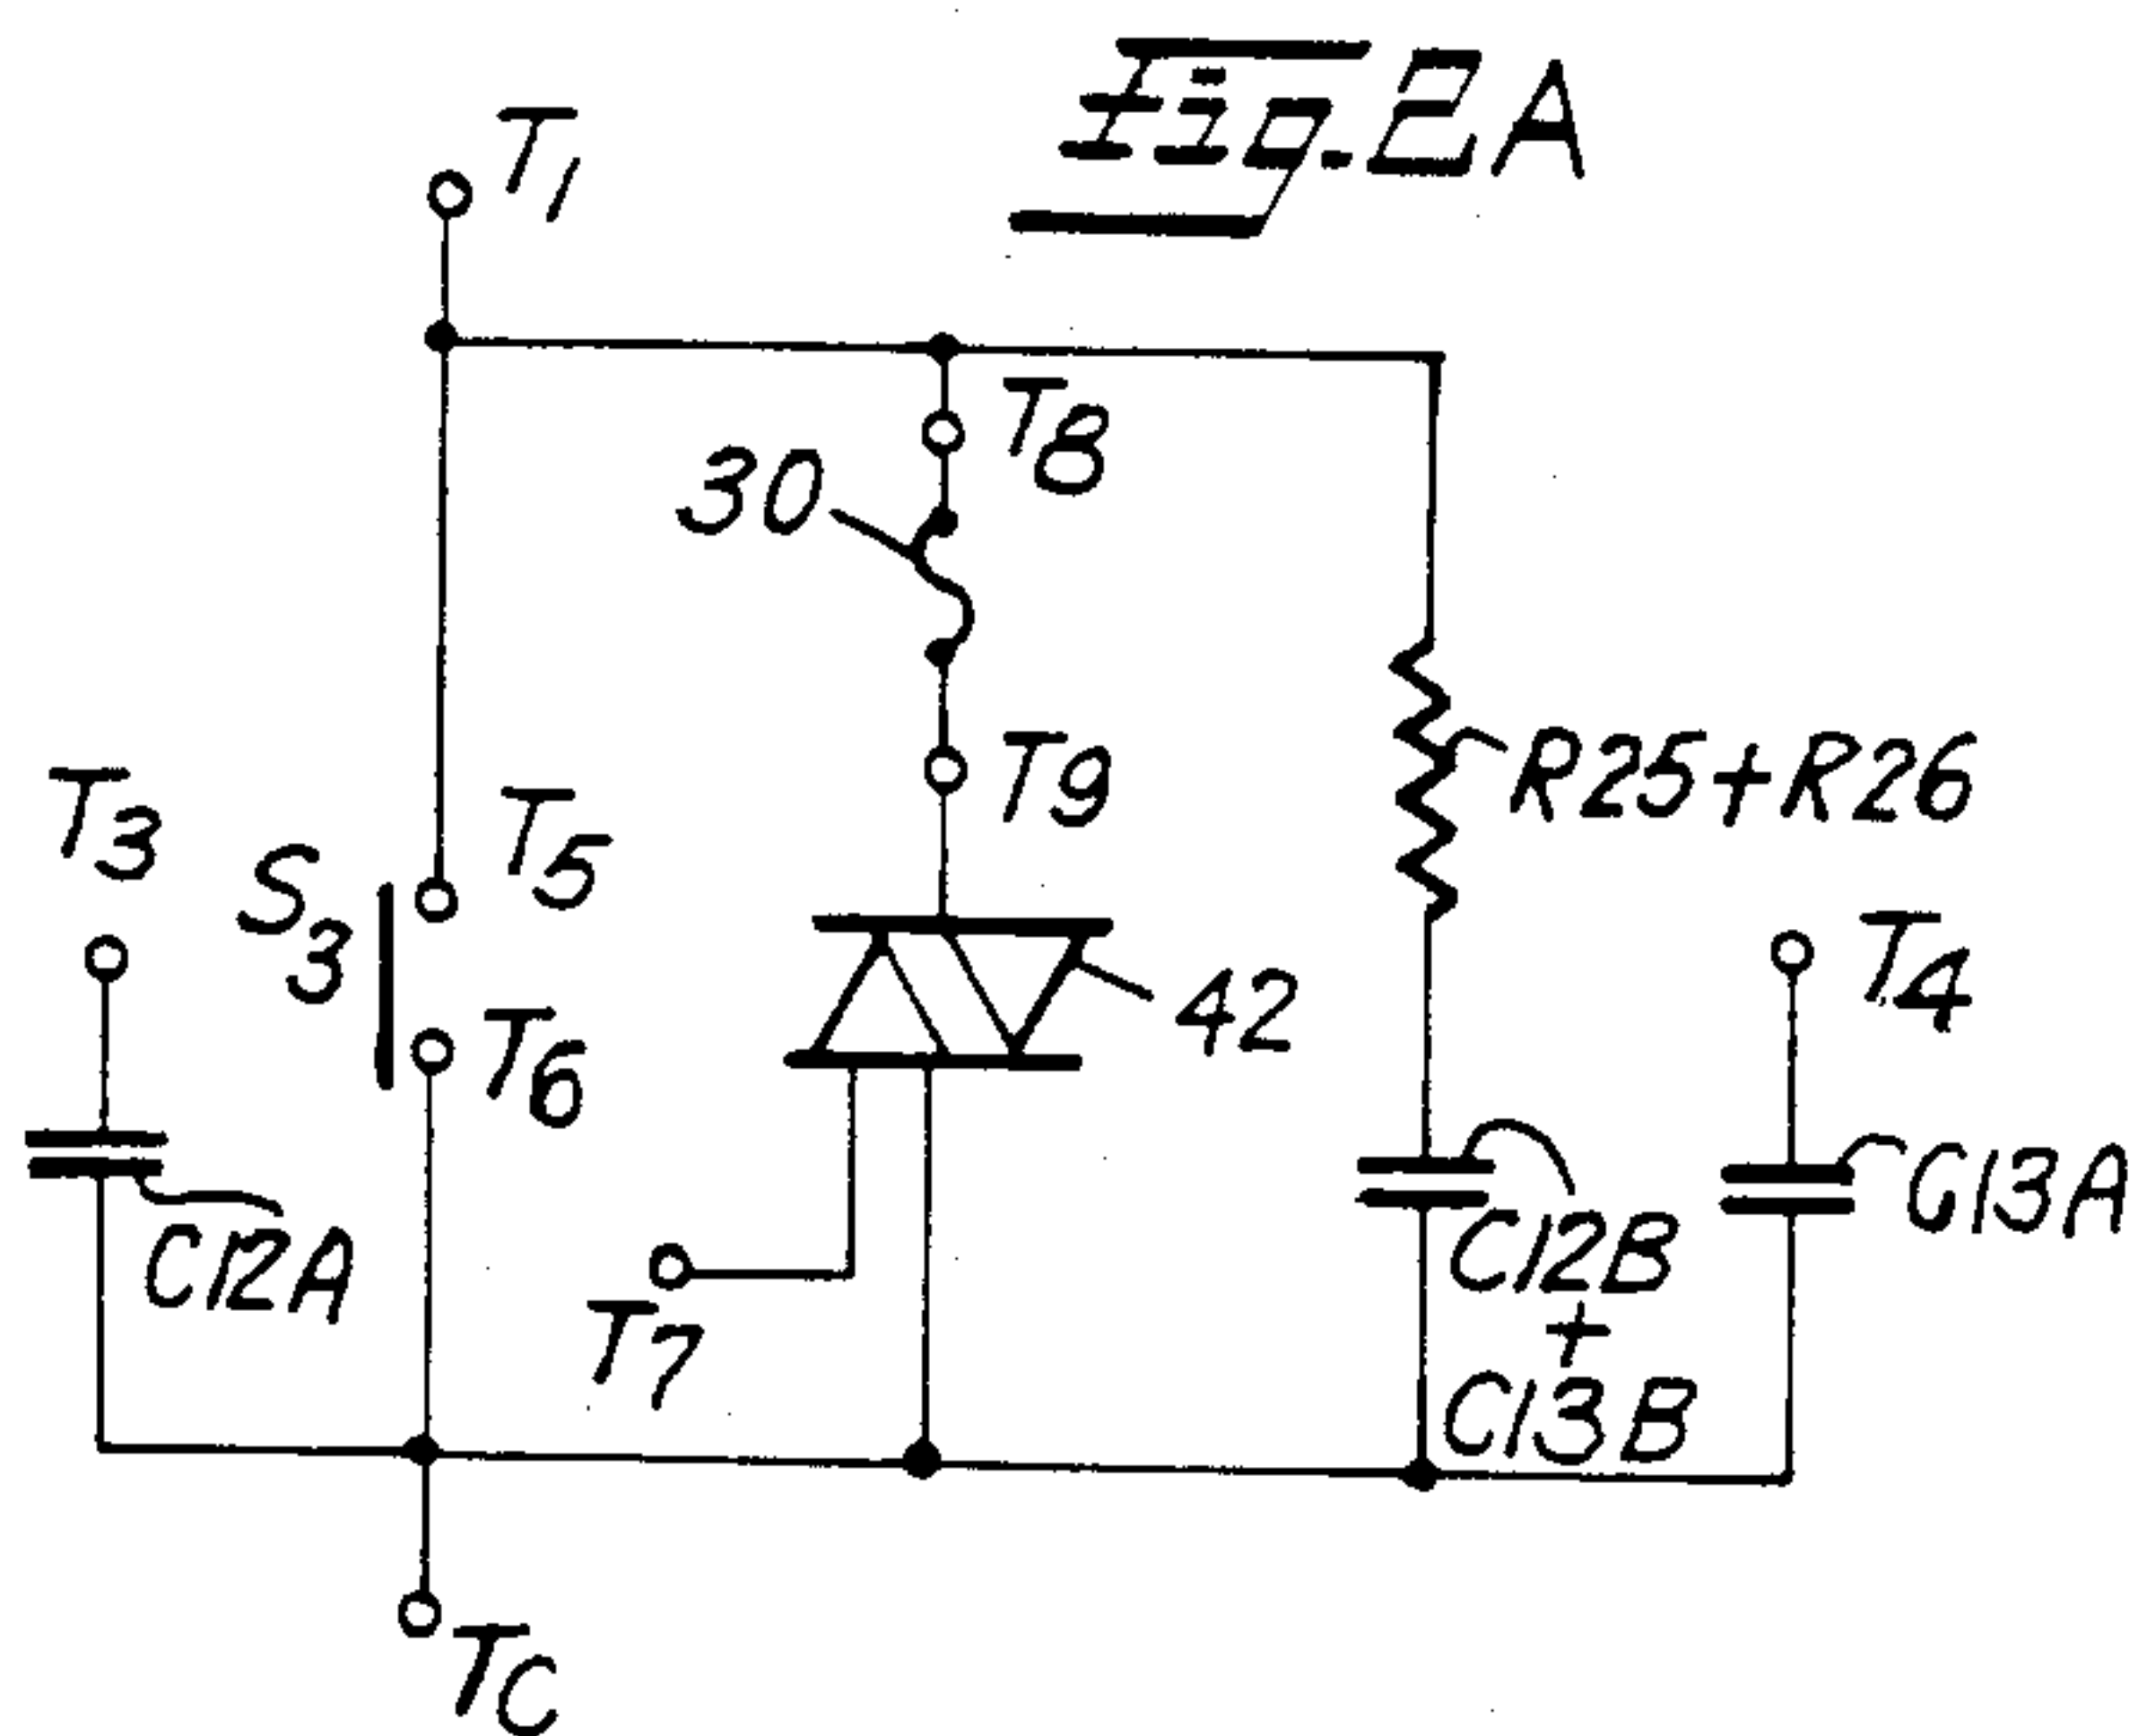 Fig. 2A
T1
T8
30
T9
R25+R26
T3
S3
T5
T6
42
T4
C12A
T7
C12B
+
C13B
C13A
TC